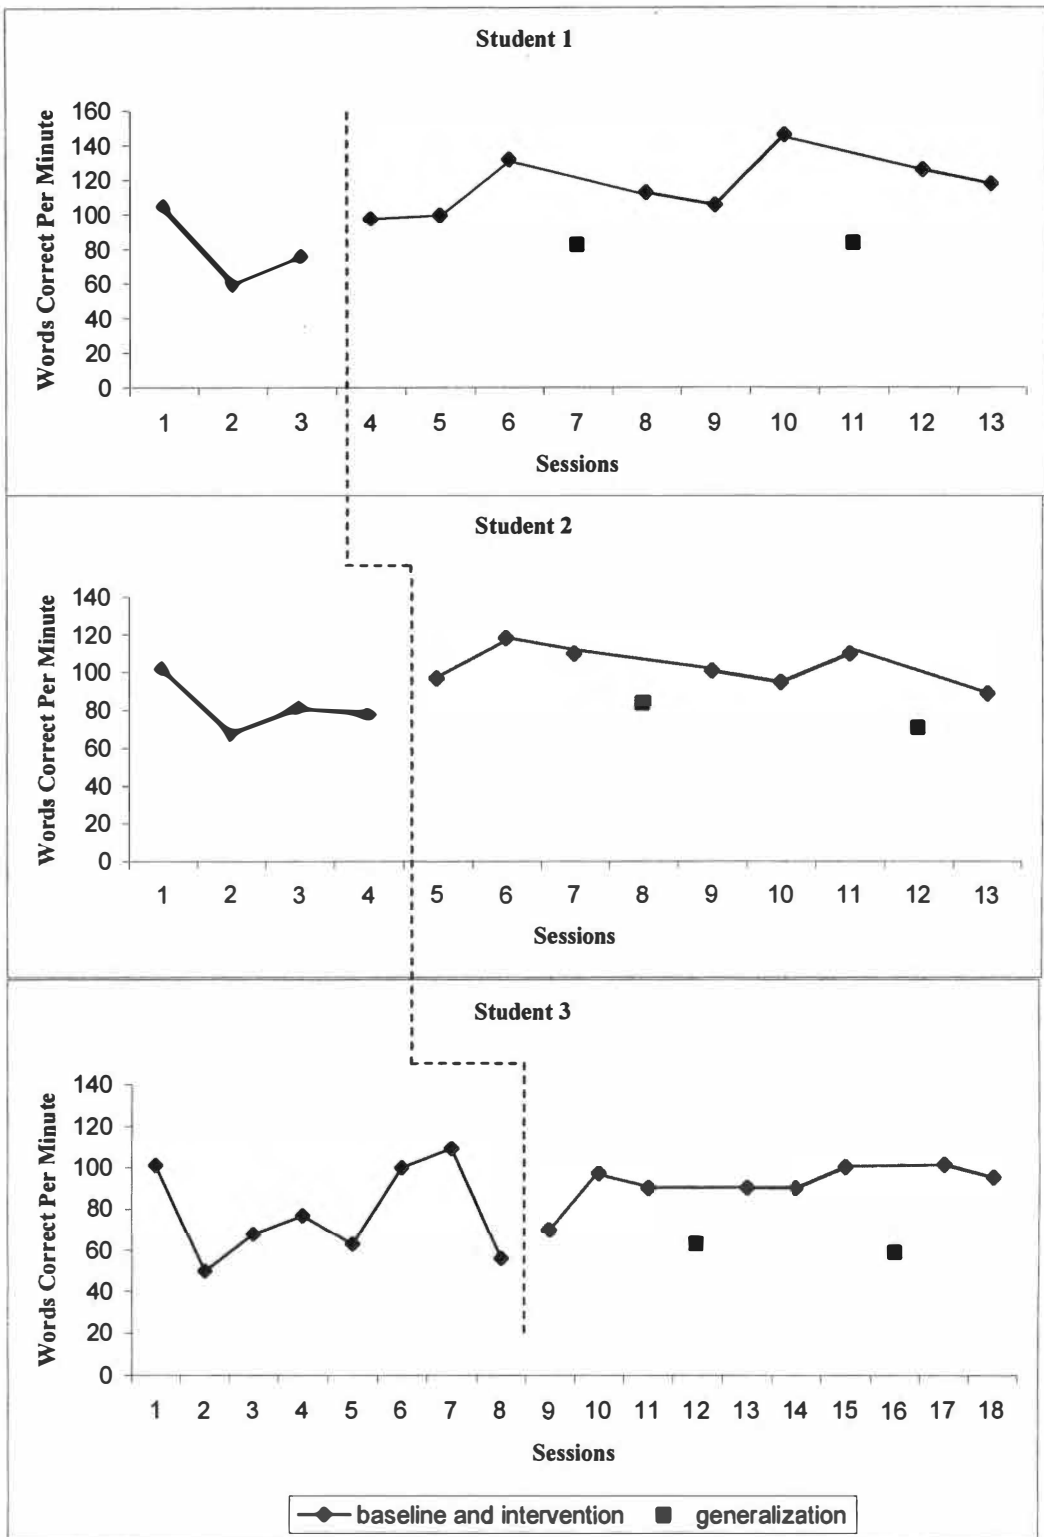 Student 1
Words Correct Per Minute
160
140
120
100
80
60
40
20
0
1 2 3 4 5 6 7 8 9 10 11 12 13
Sessions
Student 2
Words Correct Per Minute
140
120
100
80
60
40
20
0
1 2 3 4 5 6 7 8 9 10 11 12 13
Sessions
Student 3
Words Correct Per Minute
140
120
100
80
60
40
20
0
1 2 3 4 5 6 7 8 9 10 11 12 13 14 15 16 17 18
Sessions
baseline and intervention generalization